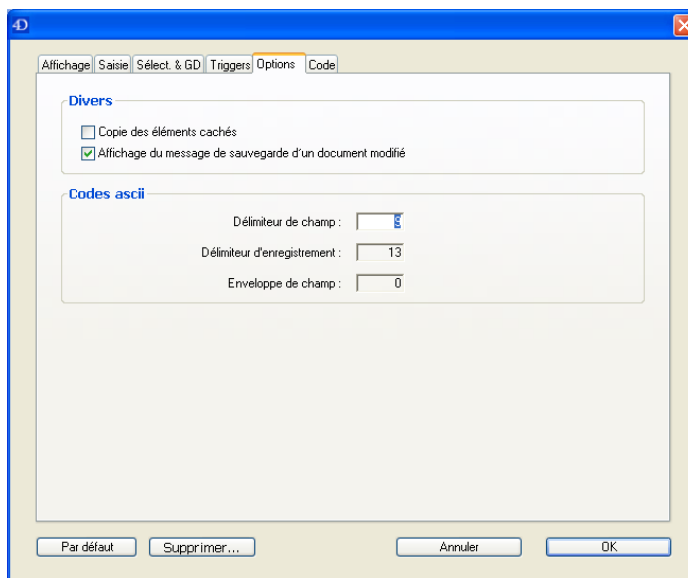 4D
Affichage Saisie Sélect. & GD Triggers Options Code
Divers
Copie des éléments cachés
Affichage du message de sauvegarde d'un document modifié
Codes ascii
Délimiteur de champ : 9
Délimiteur d'enregistrement : 13
Enveloppe de champ : 0
Par défaut Supprimer... Annuler OK